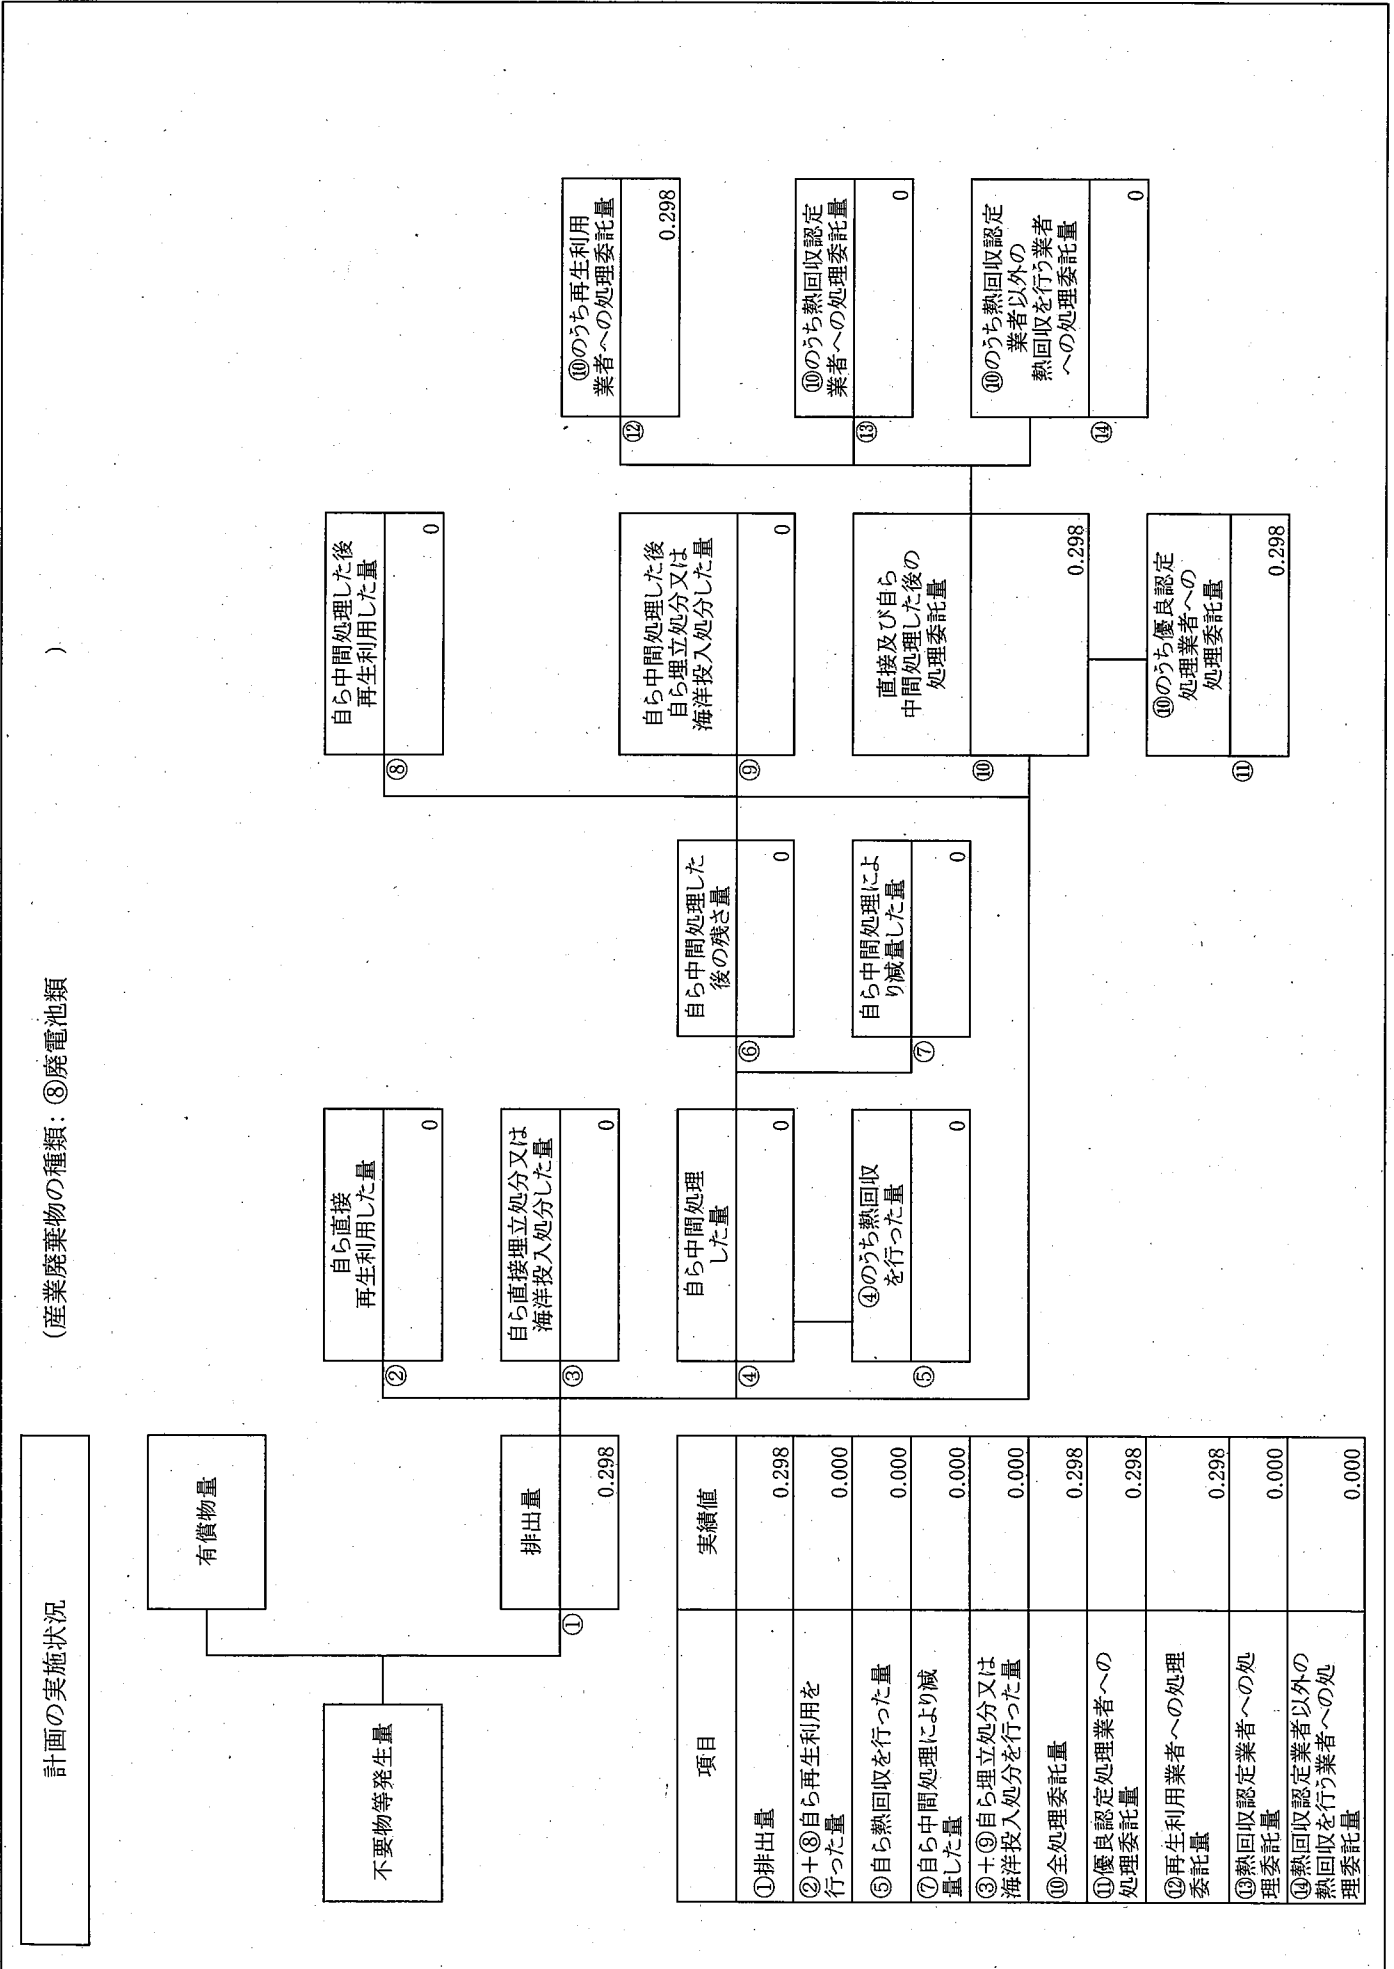 計画の実施状況
(産業廃棄物の種類:⑧廃電池類
)
不要物等発生量
有償物量
①
排出量
0.298
②
自ら直接
再生利用した量
0
③
自ら直接埋立処分又は
海洋投入処分した量
0
④
自ら中間処理
した量
0
⑤
④のうち熱回収
を行った量
0
⑥
自ら中間処理した
後の残さ量
0
⑦
自ら中間処理によ
り減量した量
0
⑧
自ら中間処理した後
再生利用した量
0
⑨
自ら中間処理した後
自ら埋立処分又は
海洋投入処分した量
0
⑩
直接及び自ら
中間処理した後の
処理委託量
0.298
⑪
⑩のうち優良認定
処理業者への
処理委託量
0.298
⑫
⑩のうち再生利用
業者への処理委託量
0.298
⑬
⑩のうち熱回収認定
業者への処理委託量
0
⑭
⑩のうち熱回収認定
業者以外の
熱回収を行う業者
への処理委託量
0
項目 実績値
①排出量 0.298
②+⑧自ら再生利用を
行った量 0.000
⑤自ら熱回収を行った量 0.000
⑦自ら中間処理により減
量した量 0.000
③+⑨自ら埋立処分又は
海洋投入処分を行った量 0.000
⑩全処理委託量 0.298
⑪優良認定処理業者への
処理委託量 0.298
⑫再生利用業者への処理
委託量 0.298
⑬熱回収認定業者への処
理委託量 0.000
⑭熱回収認定業者以外の
熱回収を行う業者への処
理委託量 0.000